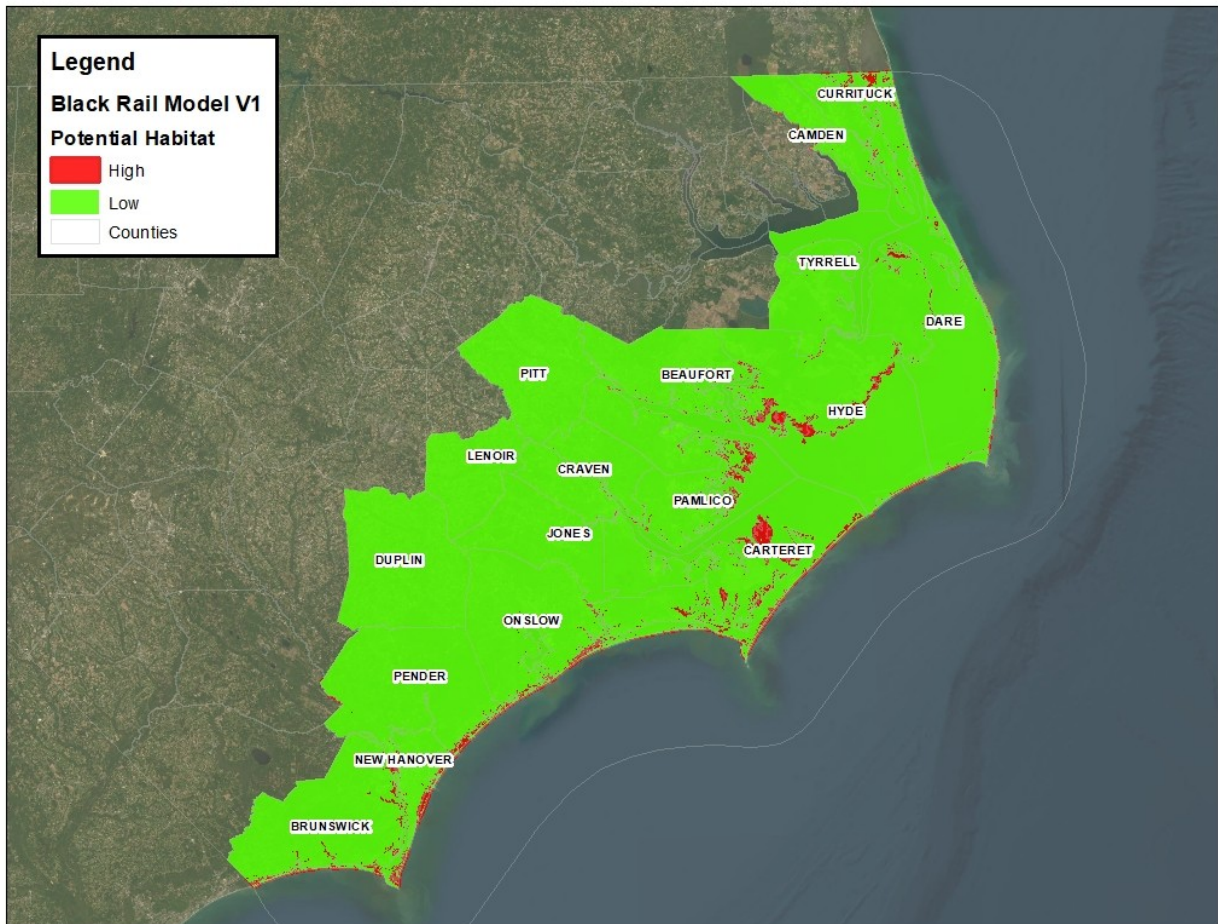 Legend
Black Rail Model V1
Potential Habitat
High
Low
Counties
CURRITUCK
CAMDEN
TYRRELL
DARE
PITT
BEAUFORT
HYDE
LENOIR
CRAVEN
PAMLICO
JONES
CARTERET
DUPLIN
ONSLOW
PENDER
NEW HANOVER
BRUNSWICK